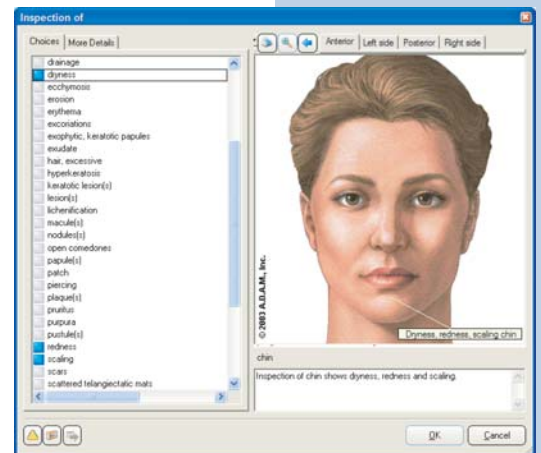 Inspection of
Choices
More Details
Anterior
Left side
Posterior
Right side
drainage
dryness
ecchymosis
erosion
erythema
excoriations
exophytic, keratotic papules
exudate
hair, excessive
hyperkeratosis
keratotic lesion(s)
lesion(s)
lichenification
macule(s)
nodules(s)
open comedones
papule(s)
patch
piercing
plaque(s)
pruritus
purpura
pustule(s)
redness
scaling
scars
scattered telangiectatic mats
© 2003 A.D.A.M., Inc.
Dryness, redness, scaling chin
chin
Inspection of chin shows dryness, redness and scaling.
OK
Cancel